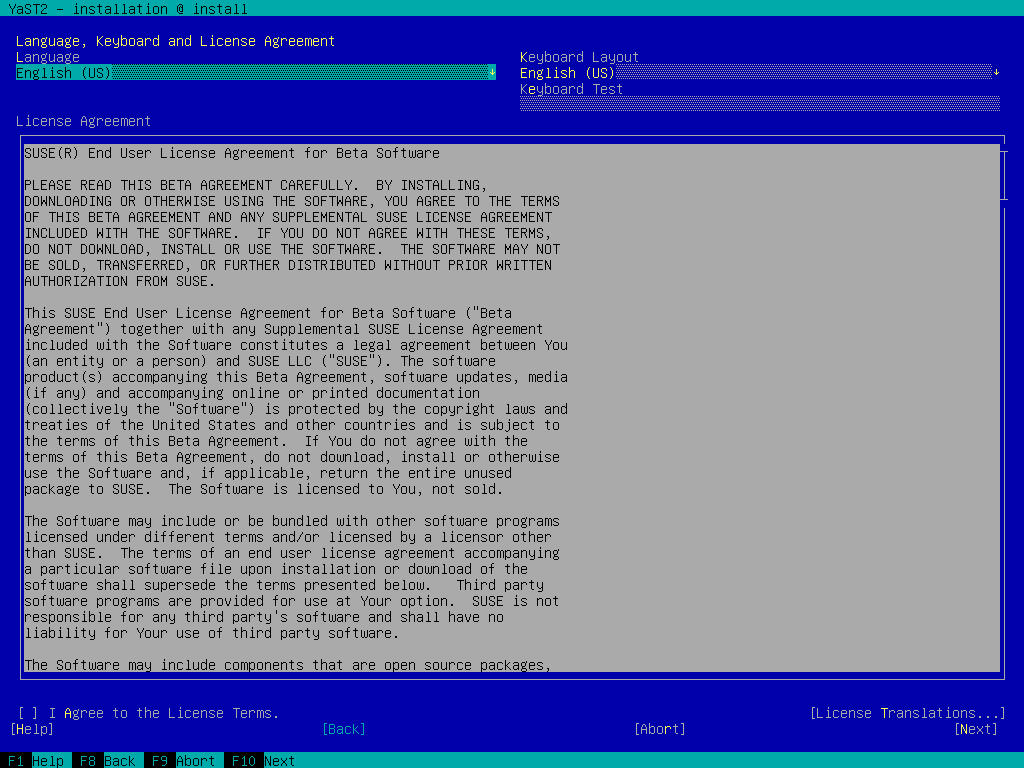 YaST2 - installation @ install
Language, Keyboard and License Agreement
Language
English (US)
Keyboard Layout
English (US)
Keyboard Test
License Agreement
SUSE(R) End User License Agreement for Beta Software
PLEASE READ THIS BETA AGREEMENT CAREFULLY.  BY INSTALLING,
DOWNLOADING OR OTHERWISE USING THE SOFTWARE, YOU AGREE TO THE TERMS
OF THIS BETA AGREEMENT AND ANY SUPPLEMENTAL SUSE LICENSE AGREEMENT
INCLUDED WITH THE SOFTWARE.  IF YOU DO NOT AGREE WITH THESE TERMS,
DO NOT DOWNLOAD, INSTALL OR USE THE SOFTWARE.  THE SOFTWARE MAY NOT
BE SOLD, TRANSFERRED, OR FURTHER DISTRIBUTED WITHOUT PRIOR WRITTEN
AUTHORIZATION FROM SUSE.
This SUSE End User License Agreement for Beta Software ("Beta
Agreement") together with any Supplemental SUSE License Agreement
included with the Software constitutes a legal agreement between You
(an entity or a person) and SUSE LLC ("SUSE"). The software
product(s) accompanying this Beta Agreement, software updates, media
(if any) and accompanying online or printed documentation
(collectively the "Software") is protected by the copyright laws and
treaties of the United States and other countries and is subject to
the terms of this Beta Agreement.  If You do not agree with the
terms of this Beta Agreement, do not download, install or otherwise
use the Software and, if applicable, return the entire unused
package to SUSE.  The Software is licensed to You, not sold.
The Software may include or be bundled with other software programs
licensed under different terms and/or licensed by a licensor other
than SUSE.  The terms of an end user license agreement accompanying
a particular software file upon installation or download of the
software shall supersede the terms presented below.   Third party
software programs are provided for use at Your option.  SUSE is not
responsible for any third party's software and shall have no
liability for Your use of third party software.
The Software may include components that are open source packages,
[ ] I Agree to the License Terms.
[License Translations...]
[Help]
[Back]
[Abort]
[Next]
F1 Help  F8 Back  F9 Abort  F10 Next